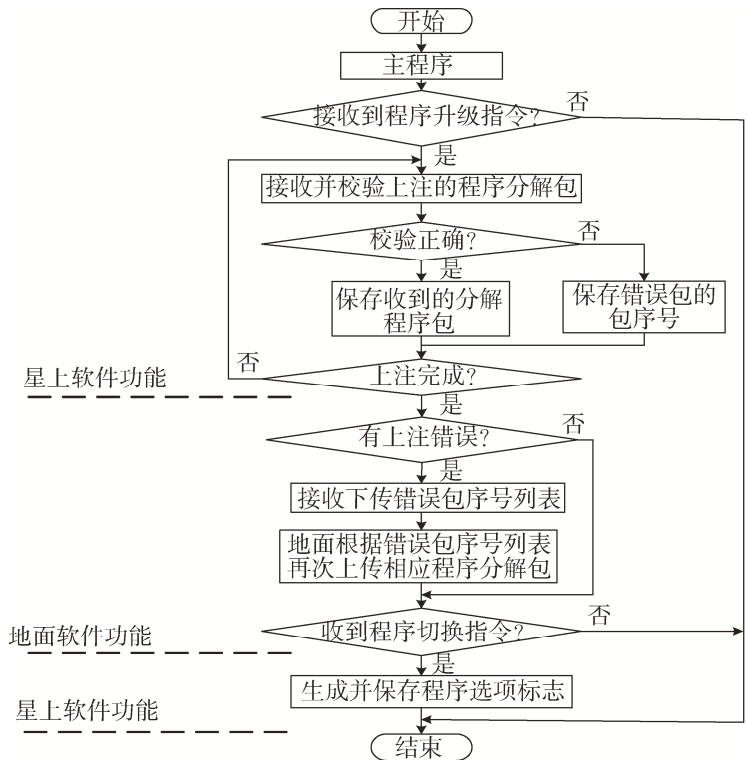 开始
主程序
接收到程序升级指令?
否
是
接收并校验上注的程序分解包
校验正确?
否
是
保存收到的分解
程序包
保存错误包的
包序号
否
上注完成?
星上软件功能
是
有上注错误?
否
是
接收下传错误包序号列表
地面根据错误包序号列表
再次上传相应程序分解包
收到程序切换指令?
否
地面软件功能
是
生成并保存程序选项标志
星上软件功能
结束